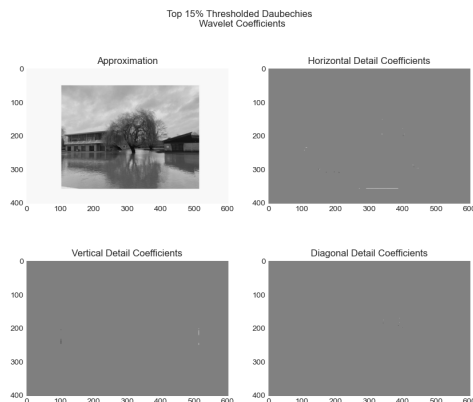 Top 15% Thresholded Daubechies
Wavelet Coefficients
Approximation
0
100
200
300
400
0 100 200 300 400 500 600
Horizontal Detail Coefficients
0
100
200
300
400
0 100 200 300 400 500 600
Vertical Detail Coefficients
0
100
200
300
400
0 100 200 300 400 500 600
Diagonal Detail Coefficients
0
100
200
300
400
0 100 200 300 400 500 600